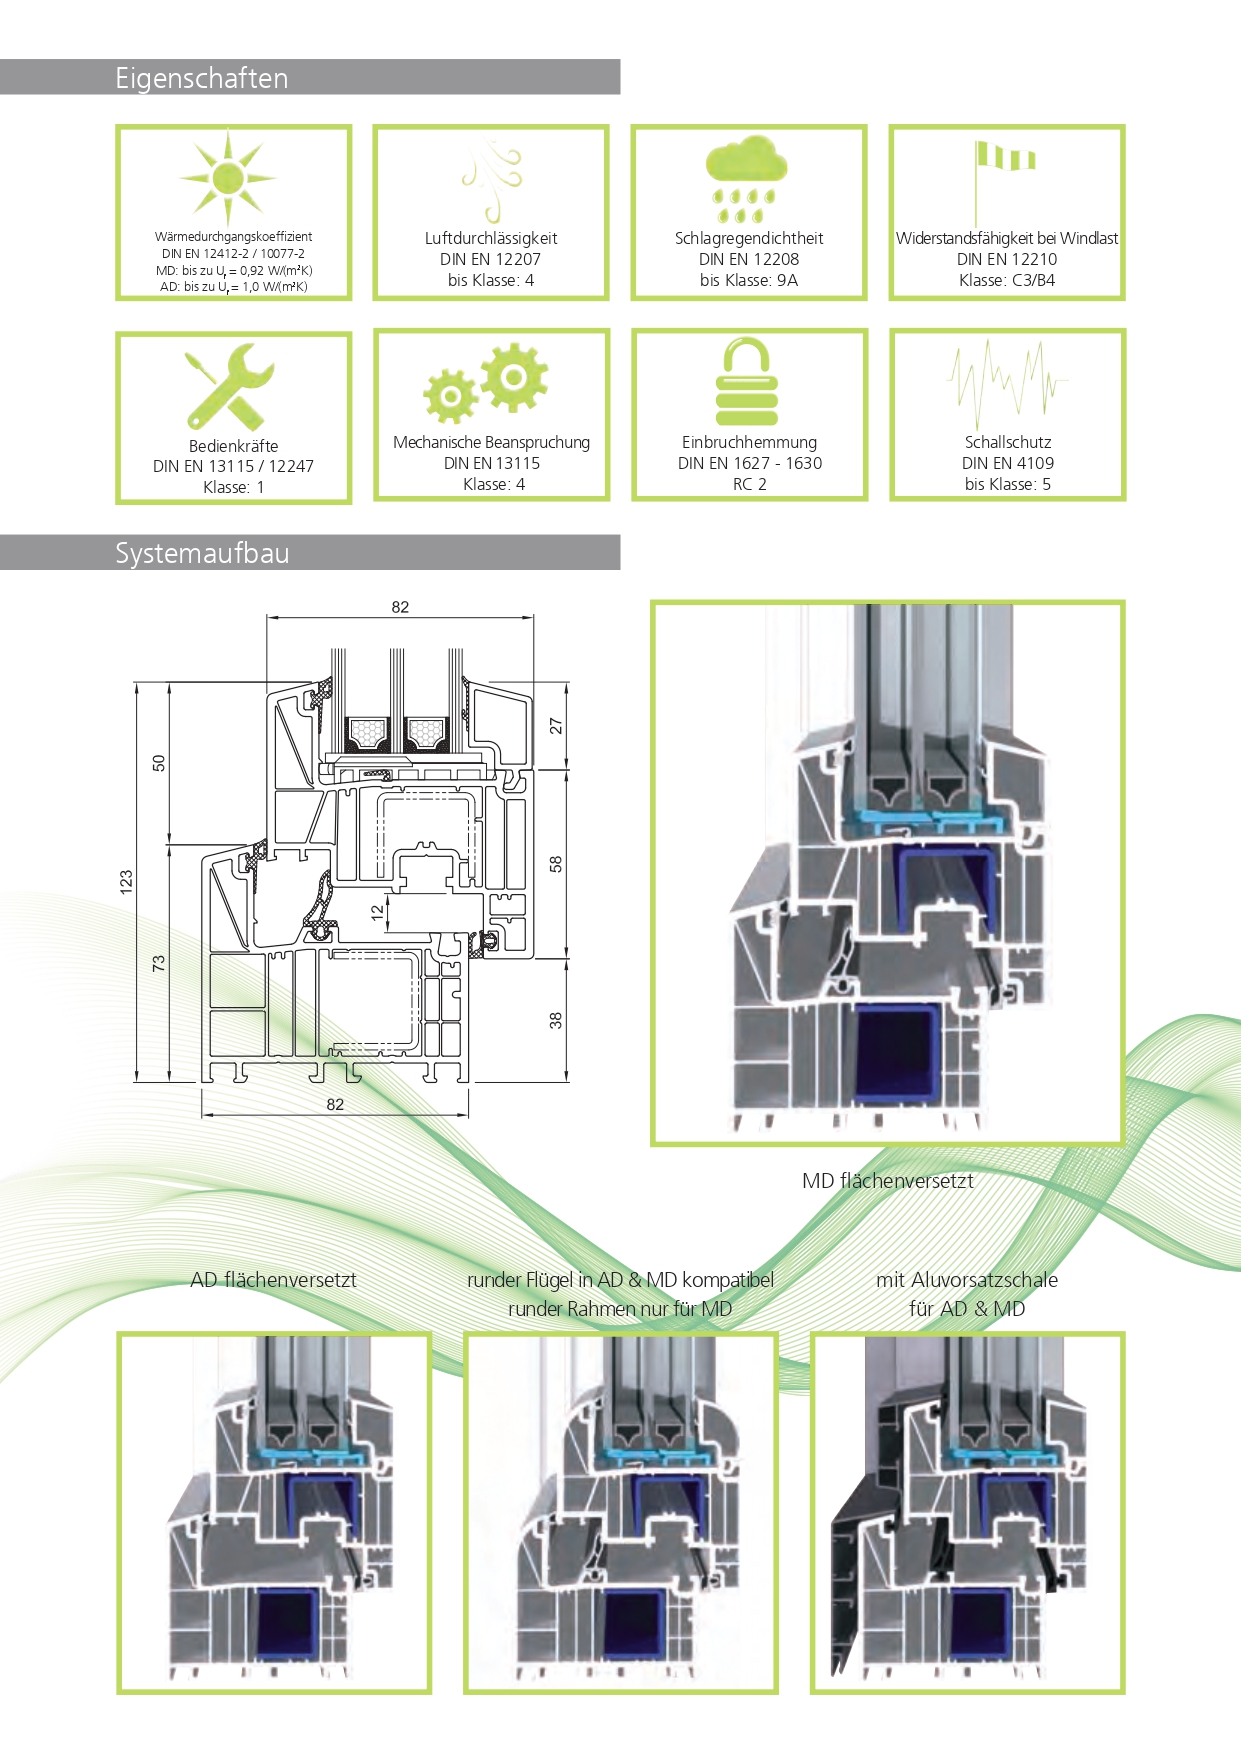 Eigenschaften
Wärmedurchgangskoeffizient
DIN EN 12412-2 / 10077-2
MD: bis zu Uf = 0,92 W/(m²K)
AD: bis zu Uf = 1,0 W/(m²K)
Luftdurchlässigkeit
DIN EN 12207
bis Klasse: 4
Schlagregendichtheit
DIN EN 12208
bis Klasse: 9A
Widerstandsfähigkeit bei Windlast
DIN EN 12210
Klasse: C3/B4
Bedienkräfte
DIN EN 13115 / 12247
Klasse: 1
Mechanische Beanspruchung
DIN EN 13115
Klasse: 4
Einbruchhemmung
DIN EN 1627 - 1630
RC 2
Schallschutz
DIN EN 4109
bis Klasse: 5
Systemaufbau
82
27
50
58
123
12
73
38
82
MD flächenversetzt
AD flächenversetzt
runder Flügel in AD & MD kompatibel
runder Rahmen nur für MD
mit Aluvorsatzschale
für AD & MD